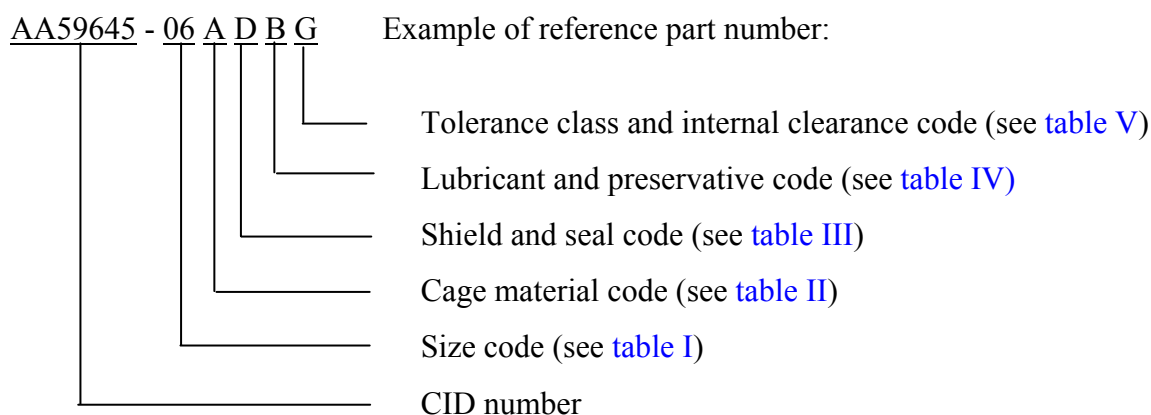 AA59645 - 06 A D B G Example of reference part number:
Tolerance class and internal clearance code (see table V)
Lubricant and preservative code (see table IV)
Shield and seal code (see table III)
Cage material code (see table II)
Size code (see table I)
CID number